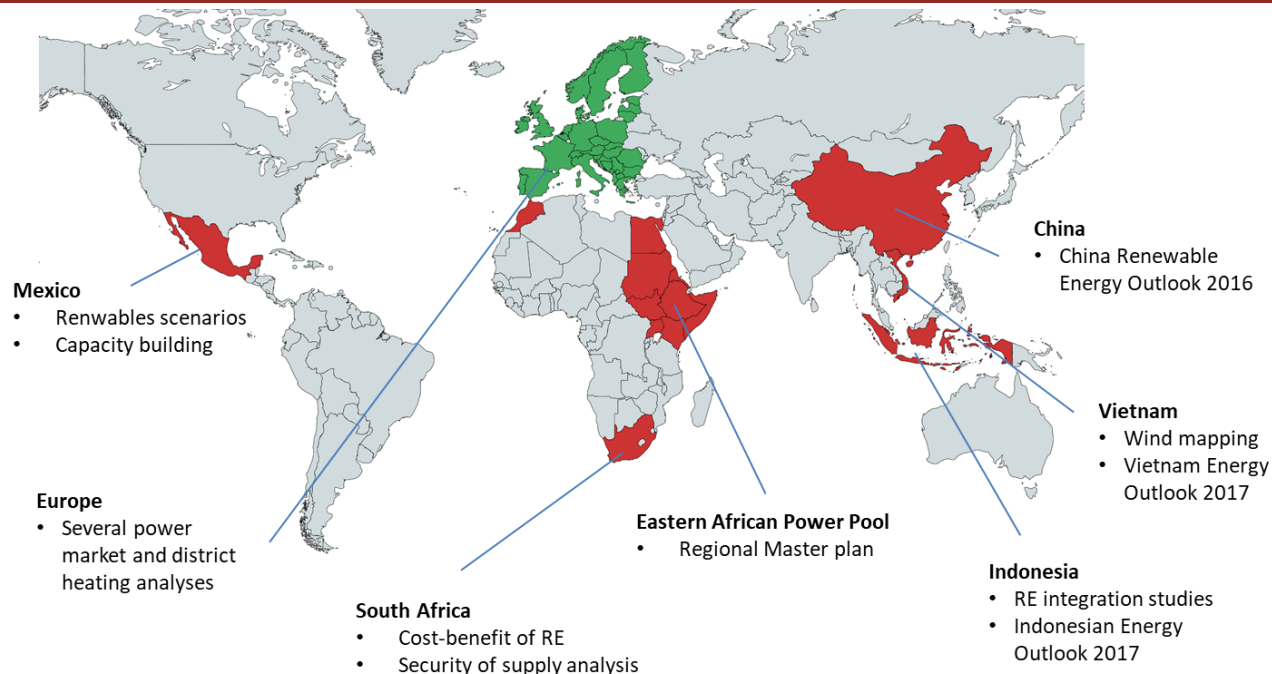 China
• China Renewable
Energy Outlook 2016
Mexico
• Renwables scenarios
• Capacity building
Vietnam
• Wind mapping
• Vietnam Energy
Outlook 2017
Europe
• Several power
market and district
heating analyses
Eastern African Power Pool
• Regional Master plan
Indonesia
• RE integration studies
• Indonesian Energy
Outlook 2017
South Africa
• Cost-benefit of RE
• Security of supply analysis